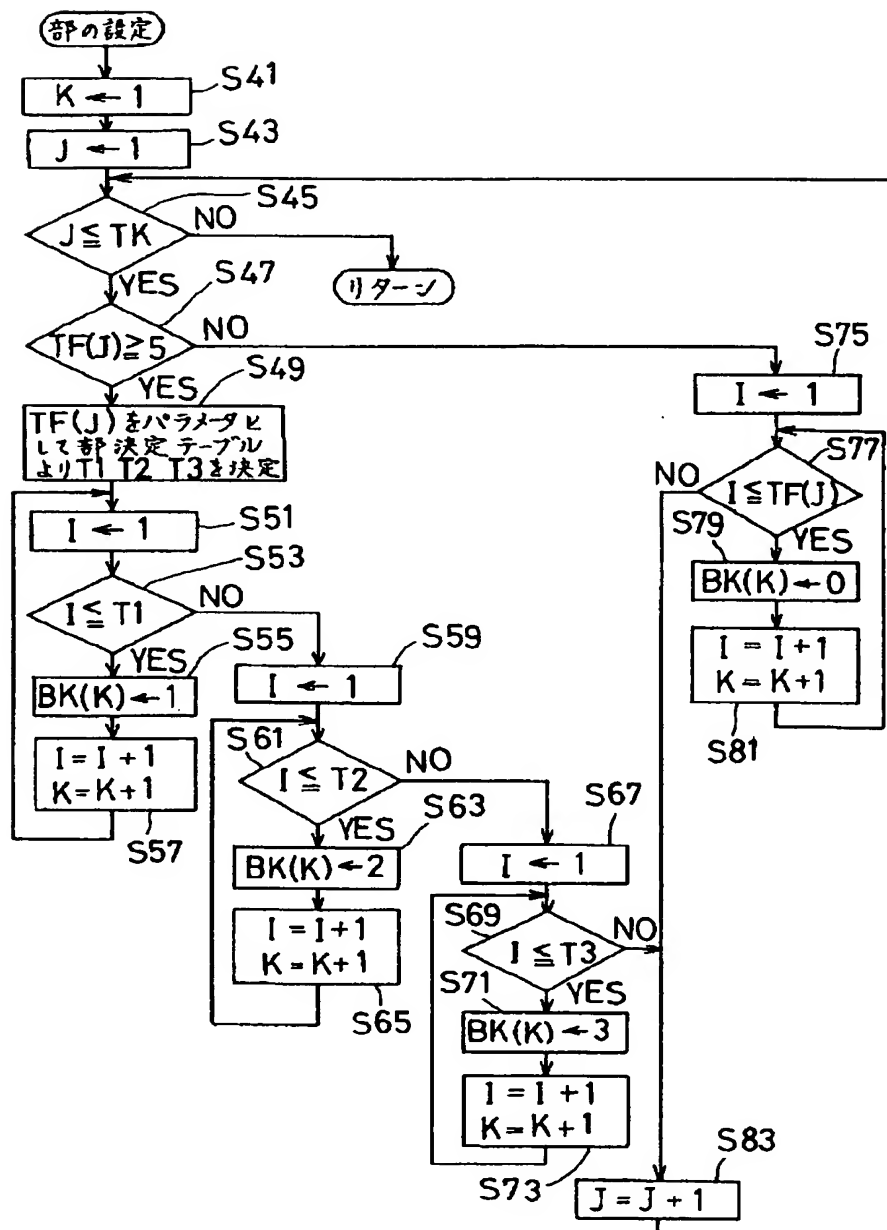 部の設定
S41
K ← 1
S43
J ← 1
S45
J ≦ TK
NO
リターン
YES
S47
TF(J) ≧ 5
NO
YES
S49
TF(J)をパラメータと
して部決定テーブル
よりT1 T2 T3を決定
S51
I ← 1
S53
I ≦ T1
NO
YES
S55
BK(K) ← 1
I = I + 1
K = K + 1
S57
S59
I ← 1
S61
I ≦ T2
NO
YES
S63
BK(K) ← 2
I = I + 1
K = K + 1
S65
S67
I ← 1
S69
I ≦ T3
NO
YES
S71
BK(K) ← 3
I = I + 1
K = K + 1
S73
S75
I ← 1
S77
I ≦ TF(J)
NO
YES
S79
BK(K) ← 0
I = I + 1
K = K + 1
S81
S83
J = J + 1